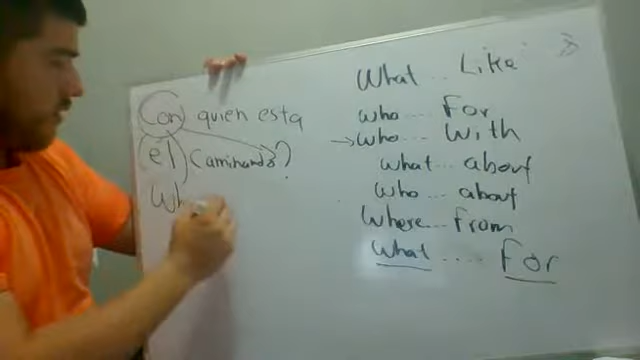 Con quien esta
el caminando?
Wh
What .. Like
who ... For
→ who ... With
what ... about
who ... about
Where... From
what .... For